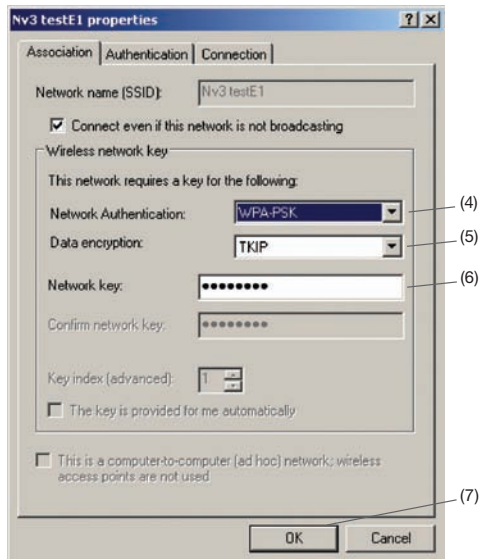 Nv3 testE1 properties
Association Authentication Connection
Network name (SSID): Nv3 testE1
Connect even if this network is not broadcasting
Wireless network key
This network requires a key for the following:
Network Authentication: WPA-PSK (4)
Data encryption: TKIP (5)
Network key: •••••••• (6)
Confirm network key: ••••••••
Key index (advanced): 1
The key is provided for me automatically
This is a computer-to-computer (ad hoc) network; wireless
access points are not used
(7)
OK Cancel